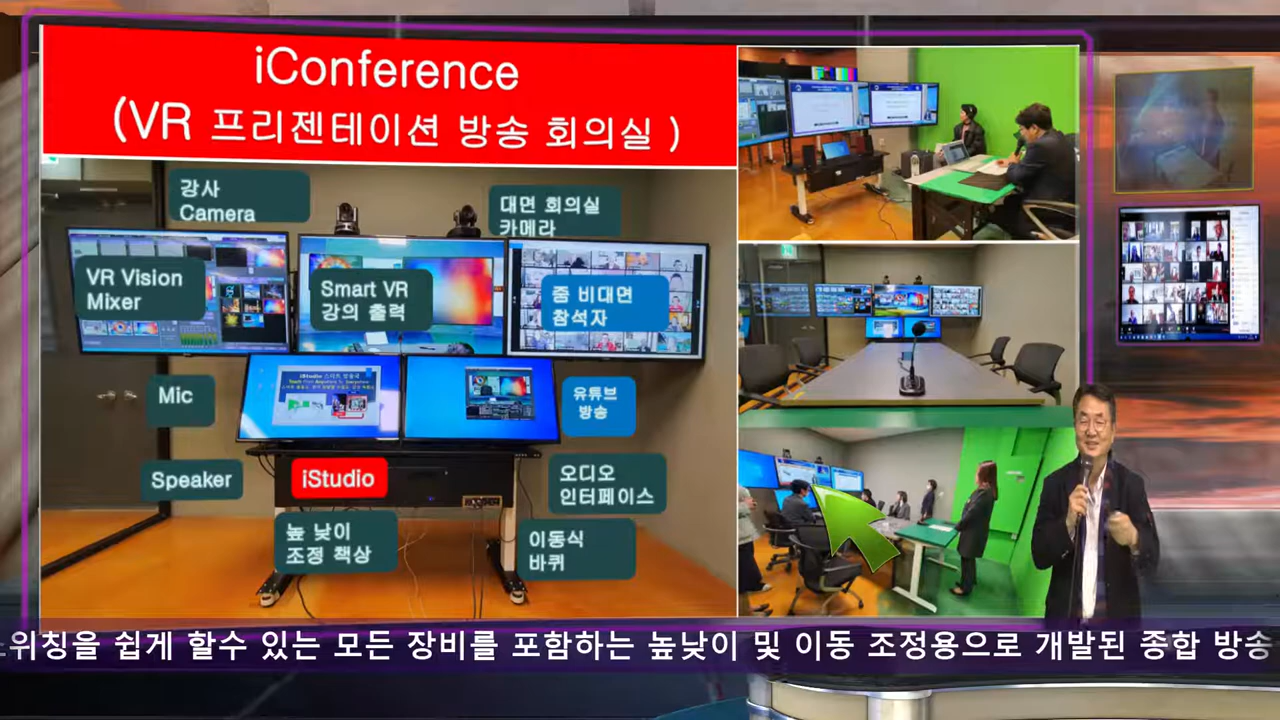 iConference
(VR 프리젠테이션 방송 회의실 )
강사
Camera
대면 회의실
카메라
VR Vision
Mixer
Smart VR
강의 출력
줌 비대면
참석자
Mic
유튜브
방송
Speaker
iStudio
오디오
인터페이스
높 낮이
조정 책상
이동식
바퀴
위칭을 쉽게 할수 있는 모든 장비를 포함하는 높낮이 및 이동 조정용으로 개발된 종합 방송